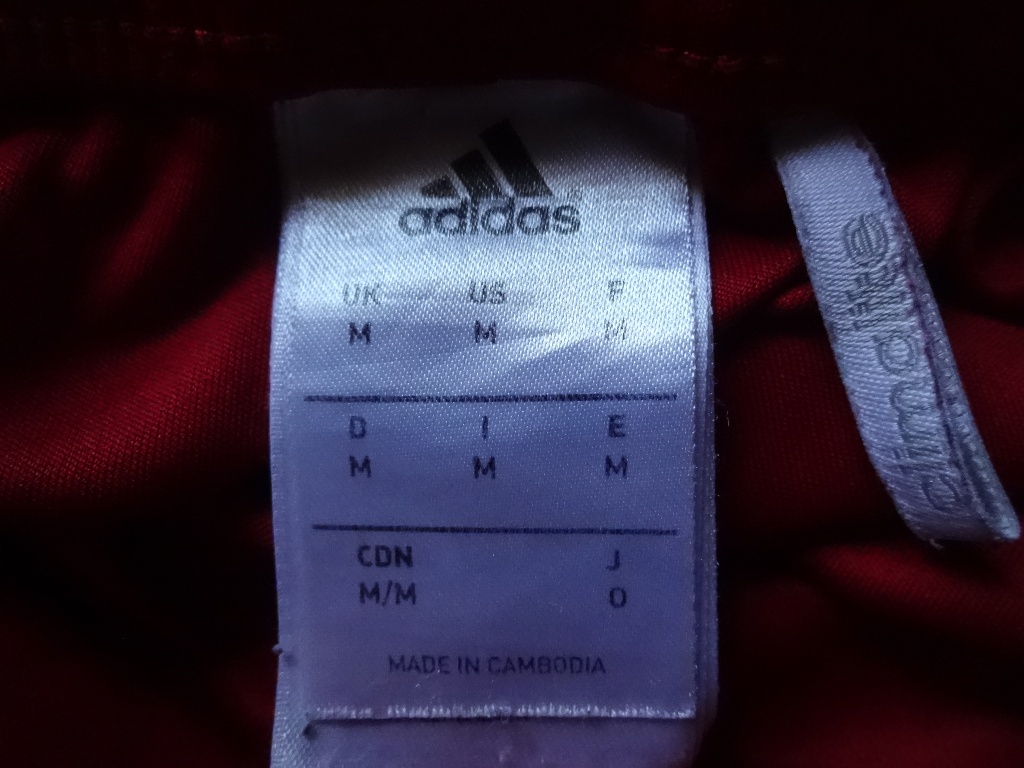 adidas
UK US F
M M M
D I E
M M M
CDN J
M/M O
MADE IN CAMBODIA
climalite